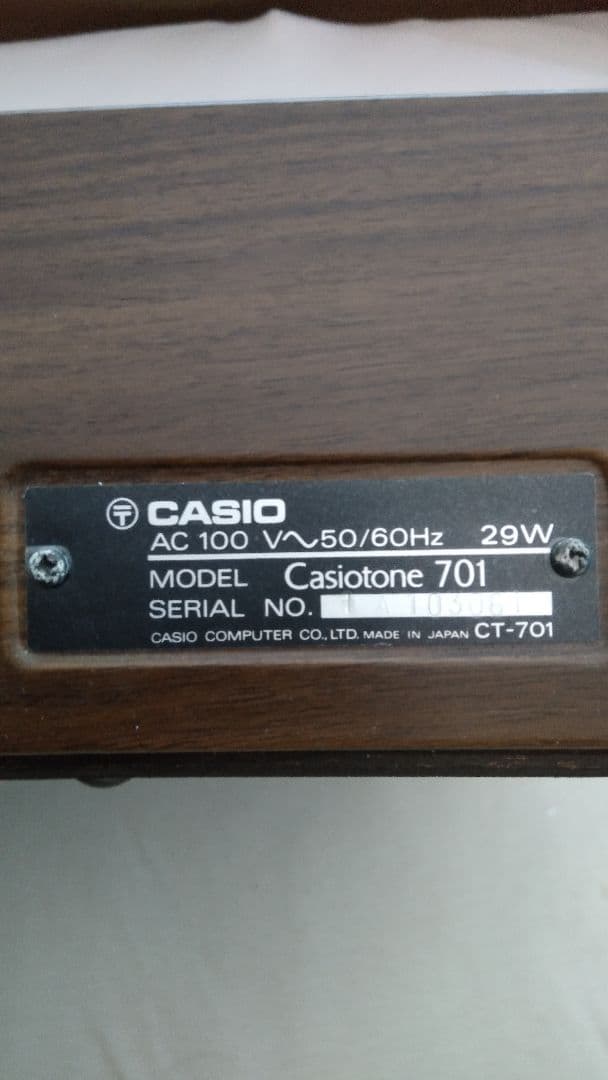 〒 CASIO
AC 100 V〜50/60Hz 29W
MODEL Casiotone 701
SERIAL NO.
CASIO COMPUTER CO., LTD. MADE IN JAPAN CT-701